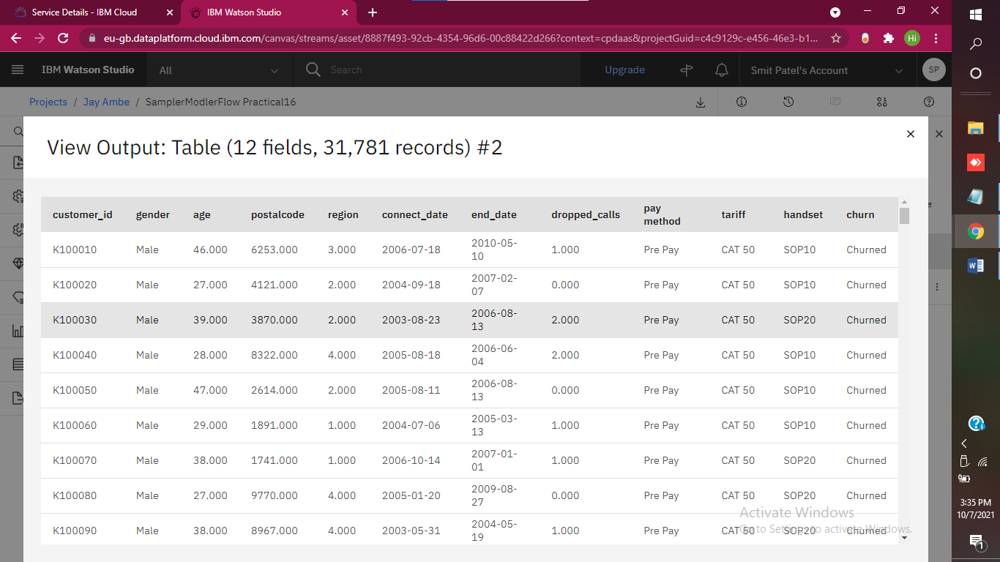 Service Details - IBM Cloud
IBM Watson Studio
eu-gb.dataplatform.cloud.ibm.com/canvas/streams/asset/8887f493-92cb-4354-96d6-00c88422d266?context=cpdaas&projectGuid=c4c9129c-e456-46e3-b1...
Hi
IBM Watson Studio
All
Search
Upgrade
Smit Patel's Account
SP
Projects / Jay Ambe / SamplerModlerFlow Practical16
View Output: Table (12 fields, 31,781 records) #2
customer_id gender age postalcode region connect_date end_date dropped_calls pay method tariff handset churn
K100010 Male 46.000 6253.000 3.000 2006-07-18 2010-05-10 1.000 Pre Pay CAT 50 SOP10 Churned
K100020 Male 27.000 4121.000 2.000 2004-09-18 2007-02-07 0.000 Pre Pay CAT 50 SOP10 Churned
K100030 Male 39.000 3870.000 2.000 2003-08-23 2006-08-13 2.000 Pre Pay CAT 50 SOP20 Churned
K100040 Male 28.000 8322.000 4.000 2005-08-18 2006-06-04 2.000 Pre Pay CAT 50 SOP10 Churned
K100050 Male 47.000 2614.000 2.000 2005-08-11 2006-08-13 0.000 Pre Pay CAT 50 SOP10 Churned
K100060 Male 29.000 1891.000 1.000 2004-07-06 2005-03-13 1.000 Pre Pay CAT 50 SOP10 Churned
K100070 Male 38.000 1741.000 1.000 2006-10-14 2007-01-01 1.000 Pre Pay CAT 50 SOP20 Churned
K100080 Male 27.000 9770.000 4.000 2005-01-20 2009-08-27 0.000 Pre Pay CAT 50 SOP20 Churned
K100090 Male 38.000 8967.000 4.000 2003-05-31 2004-05-19 1.000 Pre Pay CAT 50 SOP20 Churned
Activate Windows
Go to Settings to activate Windows.
3:35 PM
10/7/2021
1